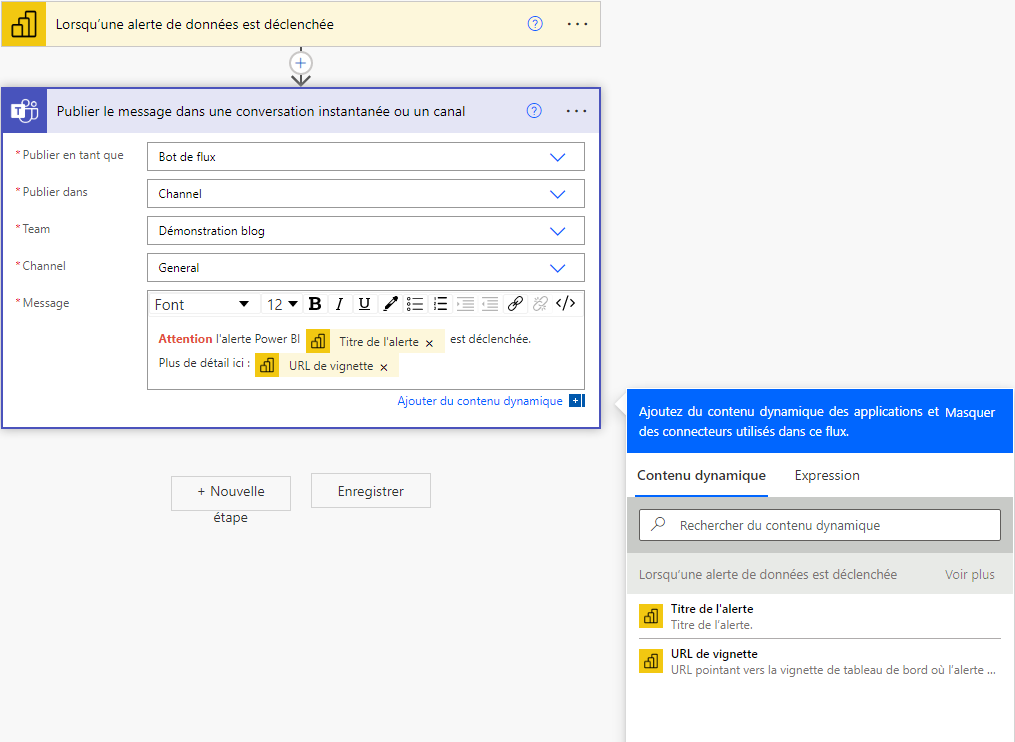 Lorsqu'une alerte de données est déclenchée
Publier le message dans une conversation instantanée ou un canal
* Publier en tant que
Bot de flux
* Publier dans
Channel
* Team
Démonstration blog
* Channel
General
* Message
Font 12 B I U </>
Attention l'alerte Power BI Titre de l'alerte × est déclenchée.
Plus de détail ici : URL de vignette ×
Ajouter du contenu dynamique
+ Nouvelle
étape
Enregistrer
Ajoutez du contenu dynamique des applications et Masquer
des connecteurs utilisés dans ce flux.
Contenu dynamique Expression
Rechercher du contenu dynamique
Lorsqu'une alerte de données est déclenchée Voir plus
Titre de l'alerte
Titre de l'alerte.
URL de vignette
URL pointant vers la vignette de tableau de bord où l'alerte ...